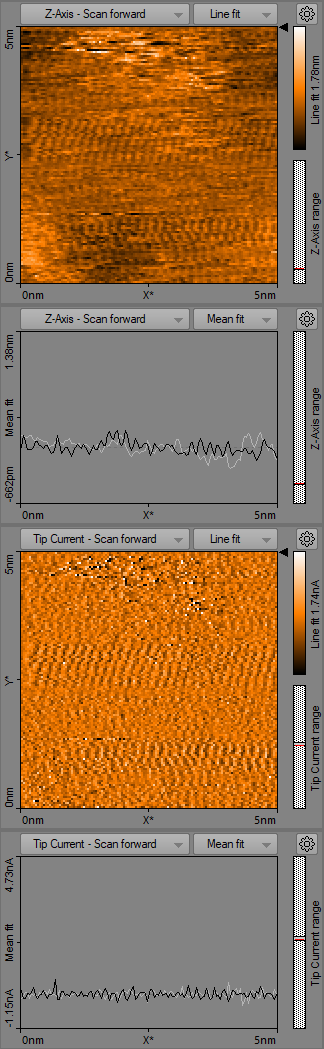 Z-Axis - Scan forward Line fit
5nm
Y*
0nm
Line fit 1.78nm
Z-Axis range
0nm X* 5nm
Z-Axis - Scan forward Mean fit
1.38nm
Mean fit
-662pm
Z-Axis range
0nm X* 5nm
Tip Current - Scan forward Line fit
5nm
Y*
0nm
Line fit 1.74nA
Tip Current range
0nm X* 5nm
Tip Current - Scan forward Mean fit
4.73nA
Mean fit
-1.15nA
Tip Current range
0nm X* 5nm